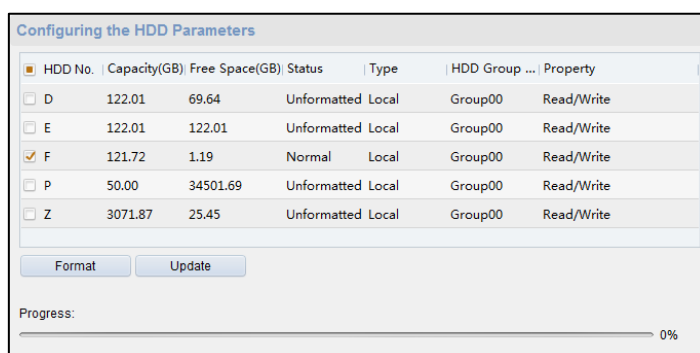 Configuring the HDD Parameters
HDD No. Capacity(GB) Free Space(GB) Status Type HDD Group ... Property
D 122.01 69.64 Unformatted Local Group00 Read/Write
E 122.01 122.01 Unformatted Local Group00 Read/Write
F 121.72 1.19 Normal Local Group00 Read/Write
P 50.00 34501.69 Unformatted Local Group00 Read/Write
Z 3071.87 25.45 Unformatted Local Group00 Read/Write
Format Update
Progress:
0%